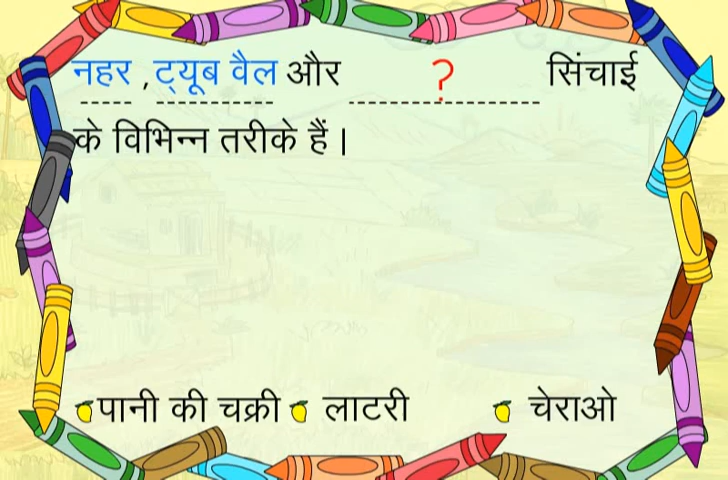 नहर ,ट्यूब वैल और ? सिंचाई
के विभिन्न तरीके हैं।
पानी की चक्री लाटरी चेराओ